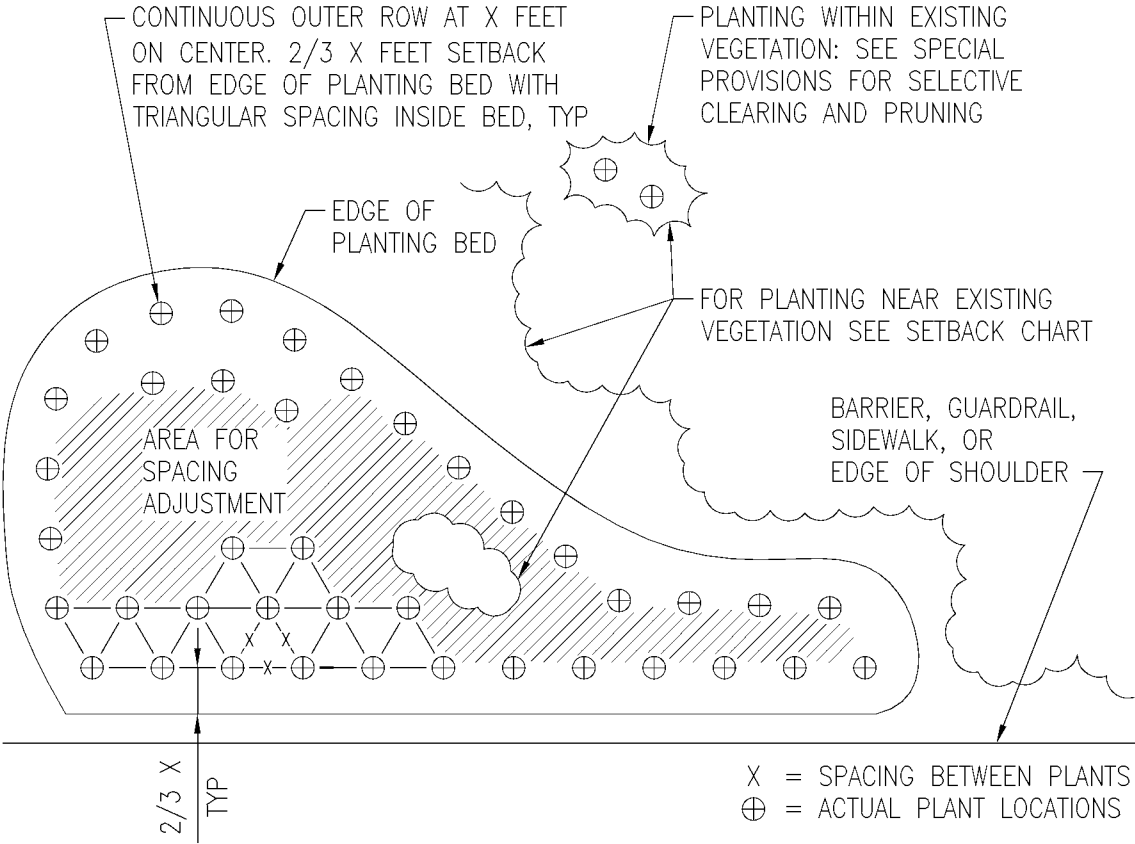 CONTINUOUS OUTER ROW AT X FEET
ON CENTER. 2/3 X FEET SETBACK
FROM EDGE OF PLANTING BED WITH
TRIANGULAR SPACING INSIDE BED, TYP
PLANTING WITHIN EXISTING
VEGETATION: SEE SPECIAL
PROVISIONS FOR SELECTIVE
CLEARING AND PRUNING
EDGE OF
PLANTING BED
FOR PLANTING NEAR EXISTING
VEGETATION SEE SETBACK CHART
BARRIER, GUARDRAIL,
SIDEWALK, OR
EDGE OF SHOULDER
AREA FOR
SPACING
ADJUSTMENT
X X
X
2/3 X
TYP
X = SPACING BETWEEN PLANTS
⊕ = ACTUAL PLANT LOCATIONS